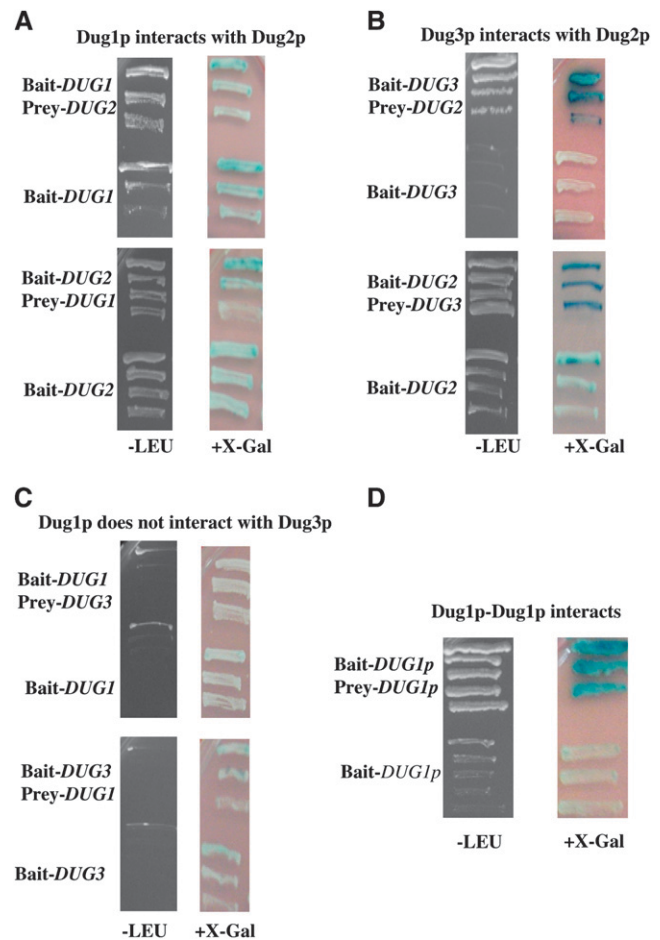 A
Dug1p interacts with Dug2p
Bait-DUG1
Prey-DUG2
Bait-DUG1
Bait-DUG2
Prey-DUG1
Bait-DUG2
-LEU +X-Gal
B
Dug3p interacts with Dug2p
Bait-DUG3
Prey-DUG2
Bait-DUG3
Bait-DUG2
Prey-DUG3
Bait-DUG2
-LEU +X-Gal
C
Dug1p does not interact with Dug3p
Bait-DUG1
Prey-DUG3
Bait-DUG1
Bait-DUG3
Prey-DUG1
Bait-DUG3
-LEU +X-Gal
D
Dug1p-Dug1p interacts
Bait-DUG1p
Prey-DUG1p
Bait-DUG1p
-LEU +X-Gal